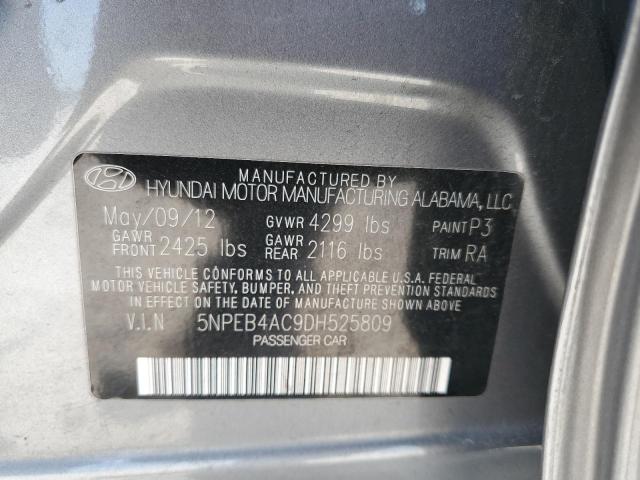 MANUFACTURED BY
HYUNDAI MOTOR MANUFACTURING ALABAMA, LLC
May/09/12 GVWR 4299 lbs PAINT P3
GAWR FRONT 2425 lbs GAWR REAR 2116 lbs TRIM RA
THIS VEHICLE CONFORMS TO ALL APPLICABLE U.S.A. FEDERAL
MOTOR VEHICLE SAFETY, BUMPER, AND THEFT PREVENTION STANDARDS
IN EFFECT ON THE DATE OF MANUFACTURE SHOWN ABOVE
V.I.N 5NPEB4AC9DH525809
PASSENGER CAR